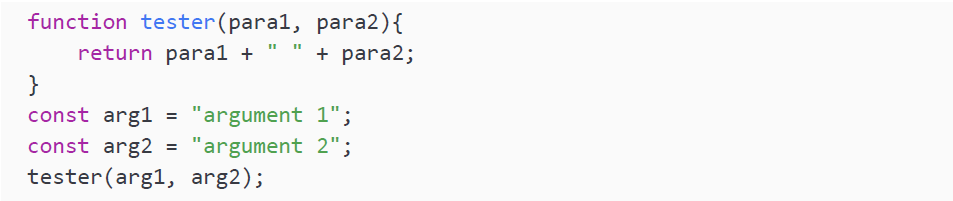 function tester(para1, para2){
    return para1 + " " + para2;
}
const arg1 = "argument 1";
const arg2 = "argument 2";
tester(arg1, arg2);